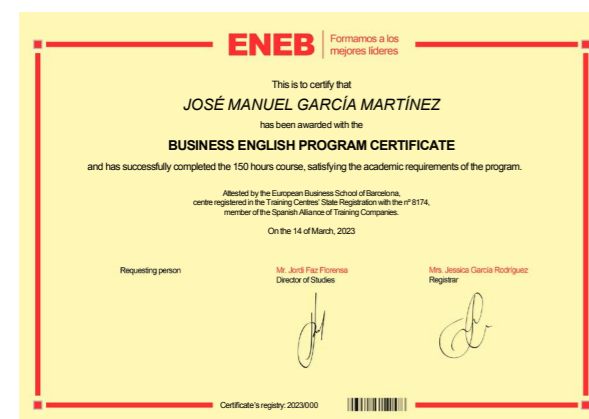 ENEB
Formamos a los
mejores líderes
This is to certify that
JOSÉ MANUEL GARCÍA MARTÍNEZ
has been awarded with the
BUSINESS ENGLISH PROGRAM CERTIFICATE
and has successfully completed the 150 hours course, satisfying the academic requirements of the program.
Attested by the European Business School of Barcelona,
centre registered in the Training Centres' State Registration with the nº 8174,
member of the Spanish Alliance of Training Companies.
On the 14 of March, 2023
Requesting person
Mr. Jordi Faz Florensa
Director of Studies
Mrs. Jessica García Rodríguez
Registrar
Certificate's registry: 2023/000